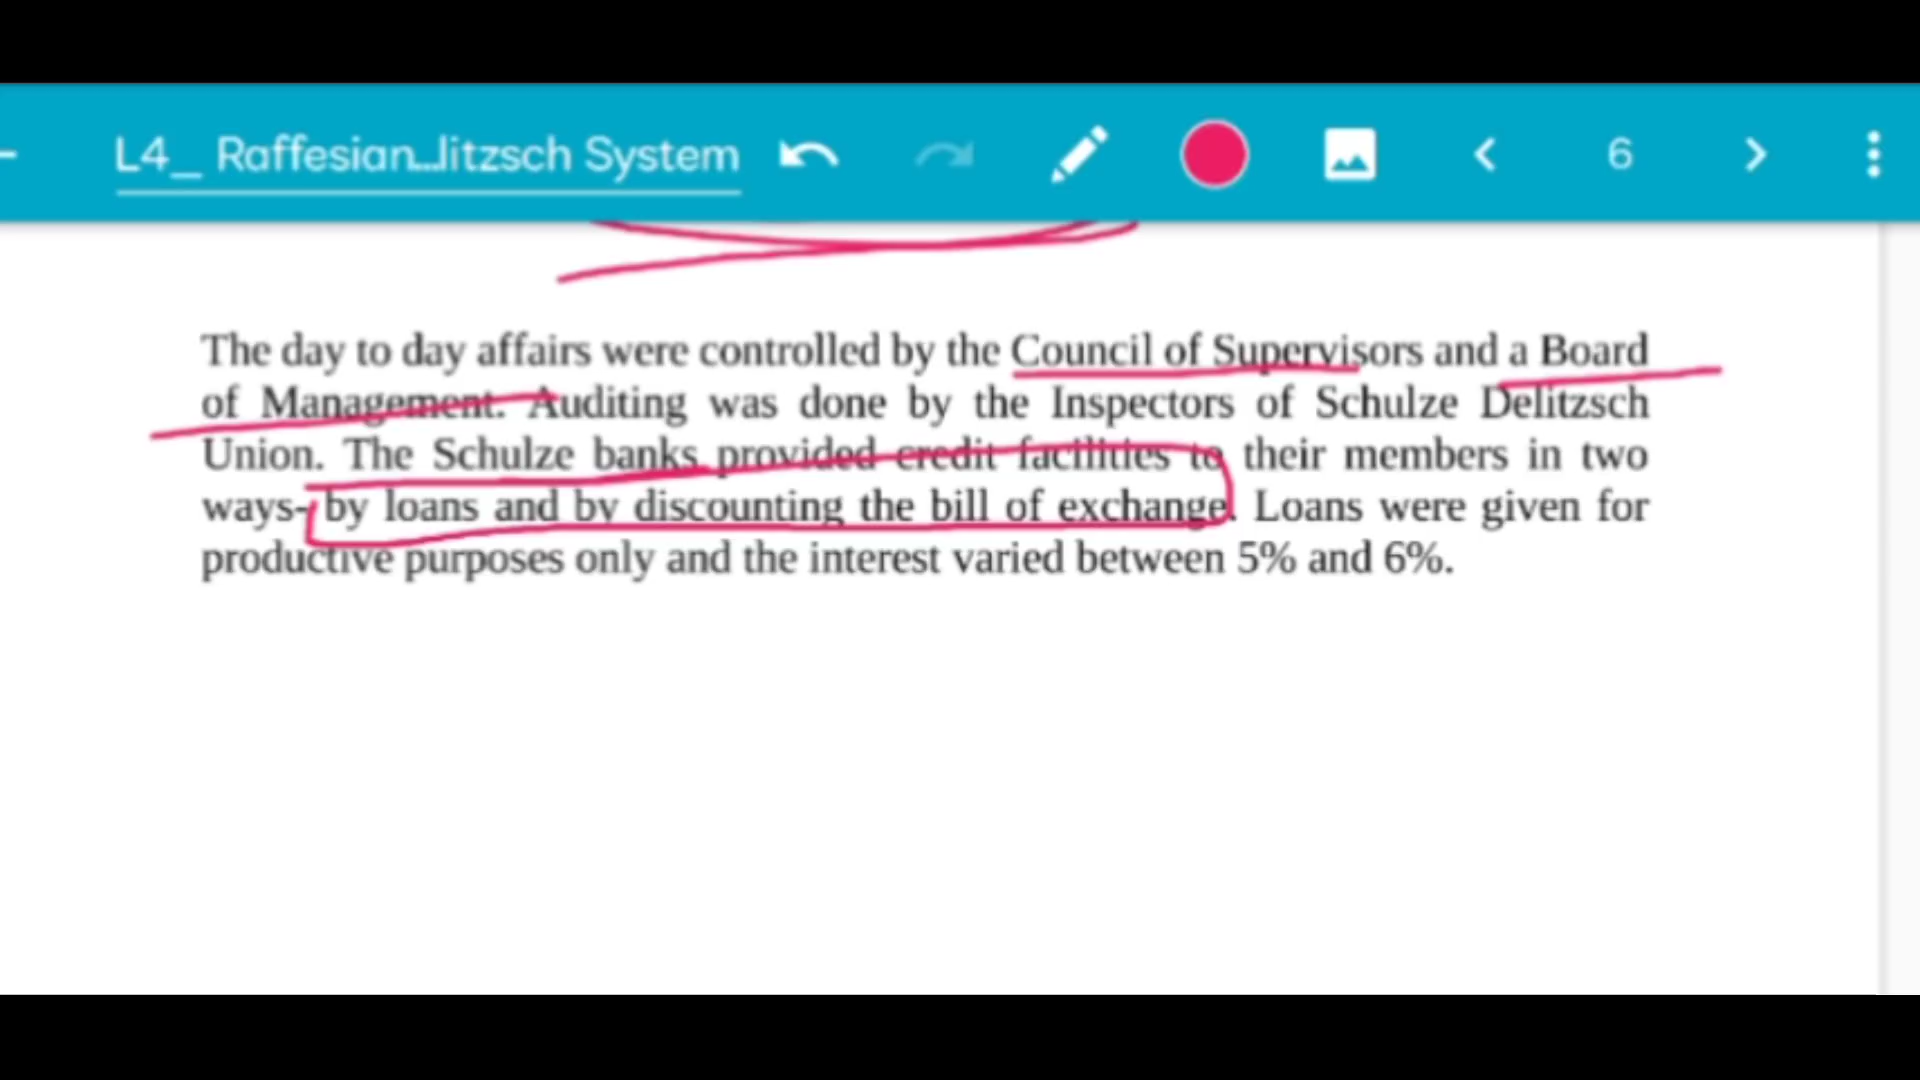 L4_ Raffesian...litzsch System
6
The day to day affairs were controlled by the Council of Supervisors and a Board
of Management. Auditing was done by the Inspectors of Schulze Delitzsch
Union. The Schulze banks provided credit facilities to their members in two
ways- by loans and by discounting the bill of exchange. Loans were given for
productive purposes only and the interest varied between 5% and 6%.